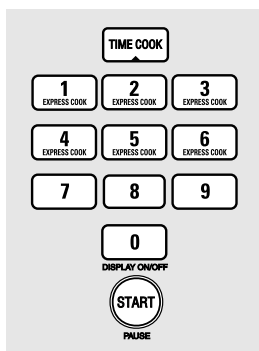 TIME COOK
1 2 3
EXPRESS COOK EXPRESS COOK EXPRESS COOK
4 5 6
EXPRESS COOK EXPRESS COOK EXPRESS COOK
7 8 9
0
DISPLAY ON/OFF
START
PAUSE